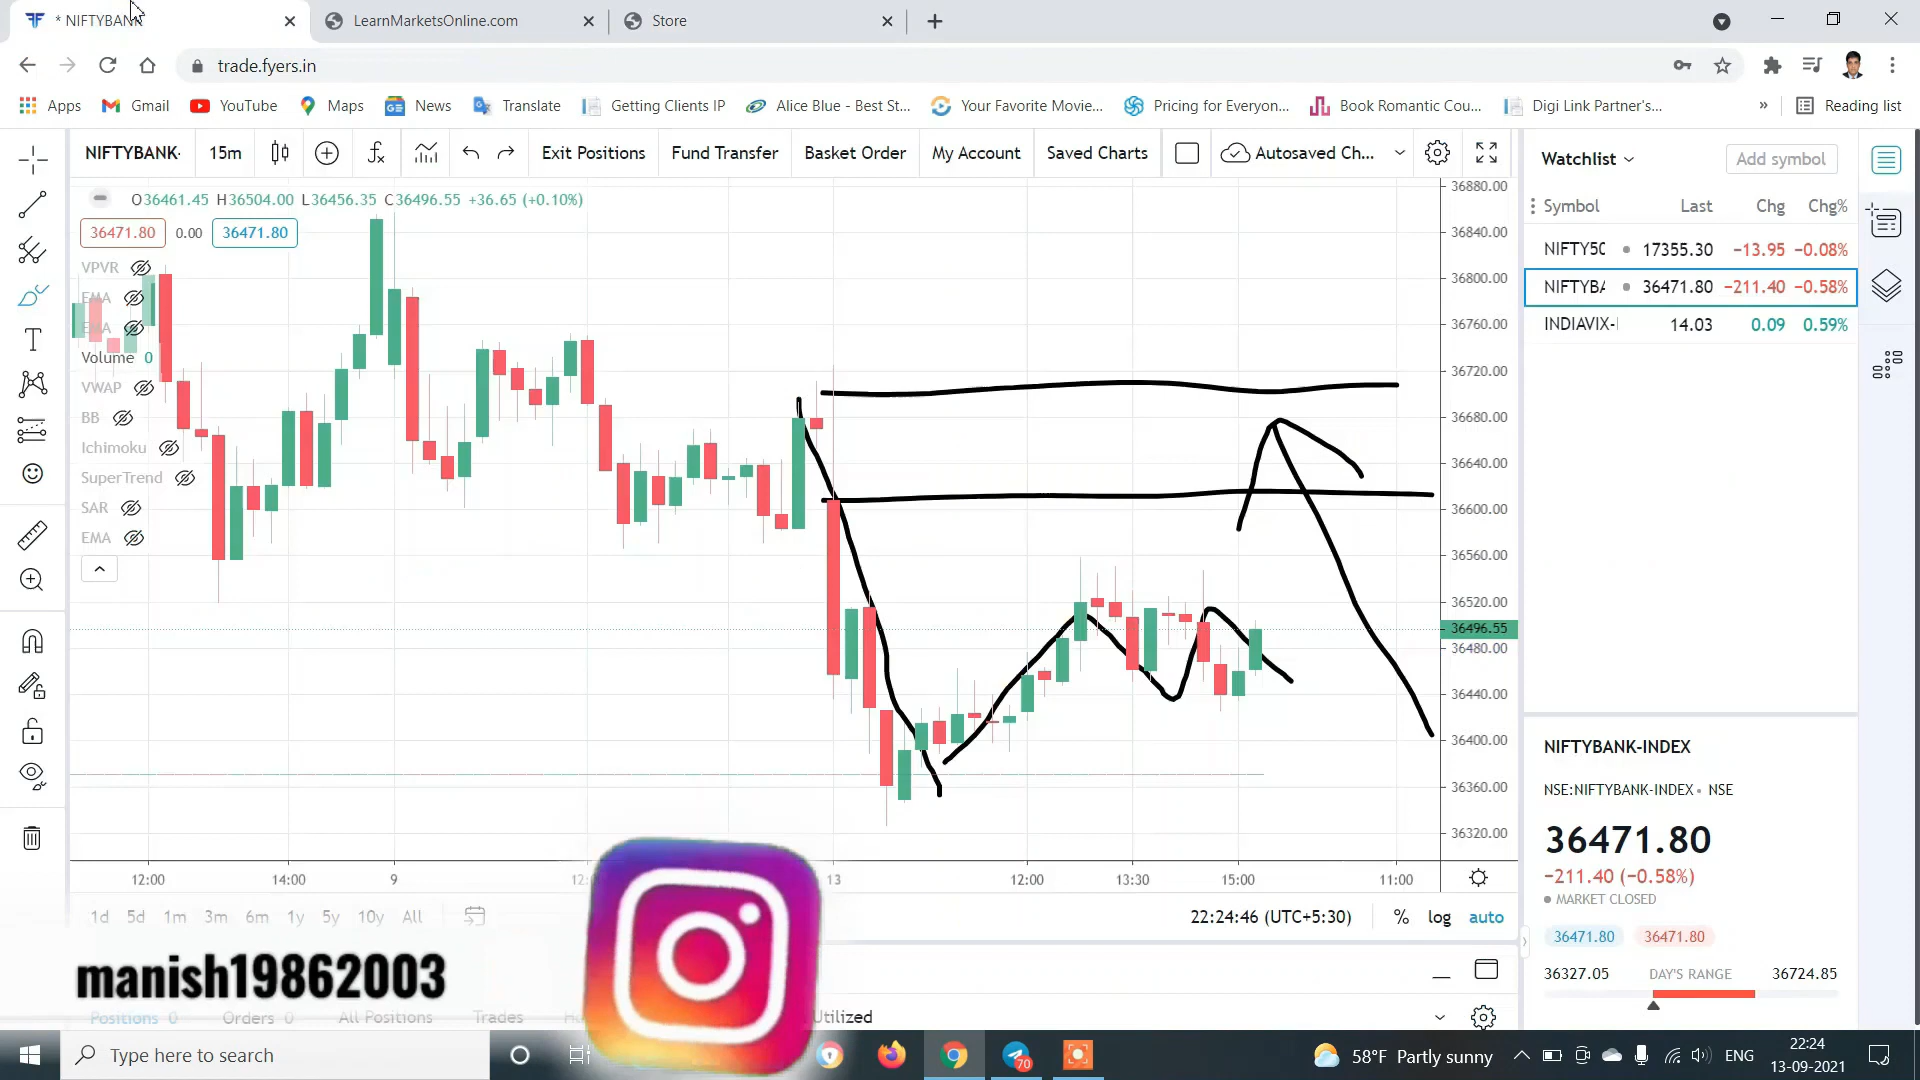 * NIFTYBANK
LearnMarketsOnline.com
Store
trade.fyers.in
Apps
Gmail
YouTube
Maps
News
Translate
Getting Clients IP
Alice Blue - Best St...
Your Favorite Movie...
Pricing for Everyon...
Book Romantic Cou...
Digi Link Partner's...
»
Reading list
NIFTYBANK-
15m
Exit Positions
Fund Transfer
Basket Order
My Account
Saved Charts
Autosaved Ch...
O36461.45 H36504.00 L36456.35 C36496.55 +36.65 (+0.10%)
36471.80
0.00
36471.80
VPVR
EMA
EMA
Volume 0
VWAP
BB
Ichimoku
SuperTrend
SAR
EMA
36880.00
36840.00
36800.00
36760.00
36720.00
36680.00
36640.00
36600.00
36560.00
36520.00
36496.55
36480.00
36440.00
36400.00
36360.00
36320.00
12:00
14:00
9
13
12:00
13:30
15:00
11:00
1d 5d 1m 3m 6m 1y 5y 10y All
22:24:46 (UTC+5:30)
% log auto
Watchlist
Add symbol
Symbol Last Chg Chg%
NIFTY50 17355.30 −13.95 −0.08%
NIFTYBA 36471.80 −211.40 −0.58%
INDIAVIX-I 14.03 0.09 0.59%
NIFTYBANK-INDEX
NSE:NIFTYBANK-INDEX • NSE
36471.80
−211.40 (−0.58%)
MARKET CLOSED
36471.80
36471.80
36327.05 DAY'S RANGE 36724.85
manish19862003
Positions 0
Orders 0
All Positions
Trades
Utilized
Type here to search
70
58°F Partly sunny
ENG
22:24
13-09-2021